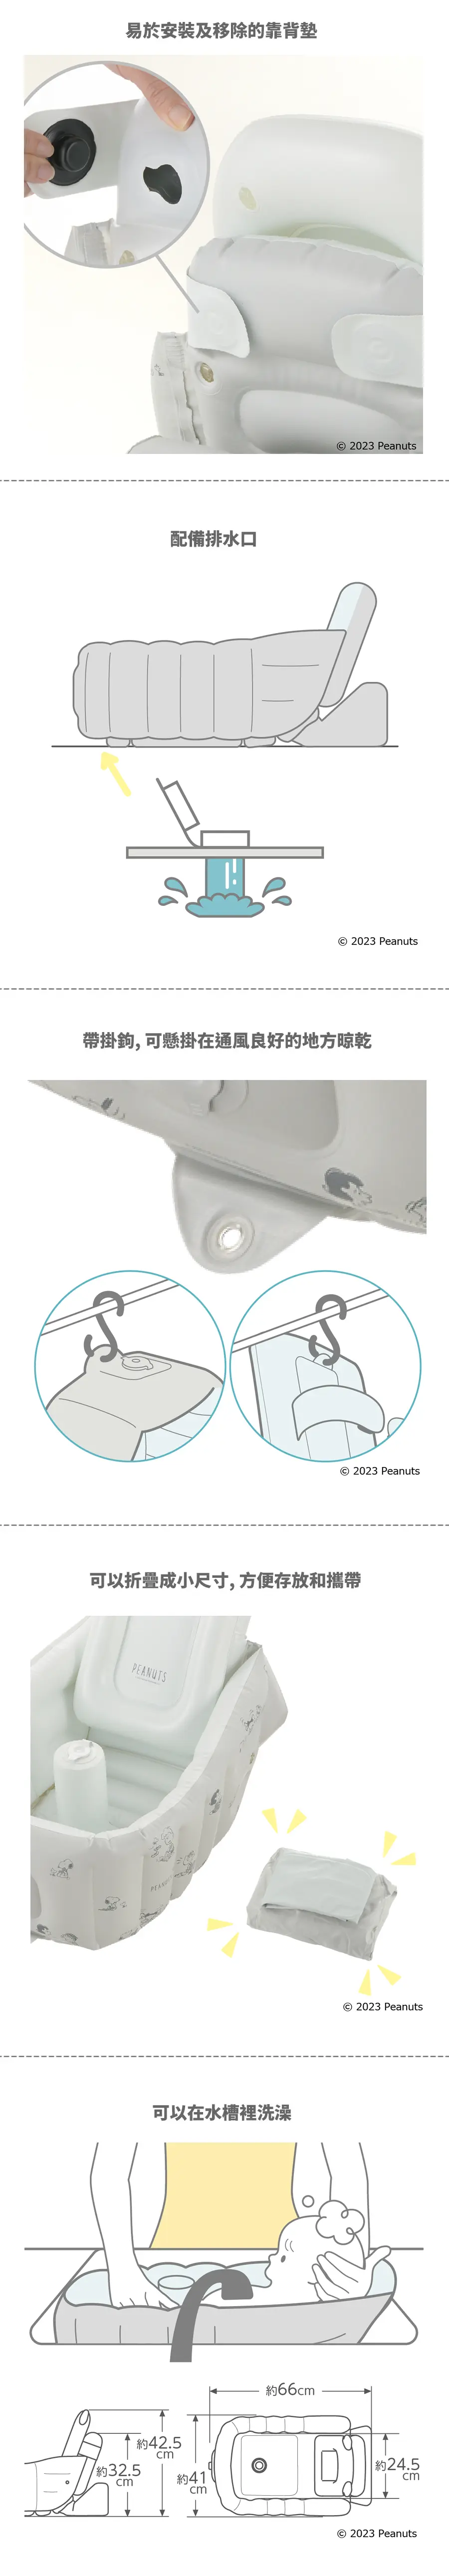 易於安裝及移除的靠背墊
© 2023 Peanuts
配備排水口
© 2023 Peanuts
帶掛鉤, 可懸掛在通風良好的地方晾乾
© 2023 Peanuts
可以折疊成小尺寸, 方便存放和攜帶
PEANUTS
© 2023 Peanuts
可以在水槽裡洗澡
約66cm
約42.5
cm
約32.5
cm
約41
cm
約24.5
cm
© 2023 Peanuts